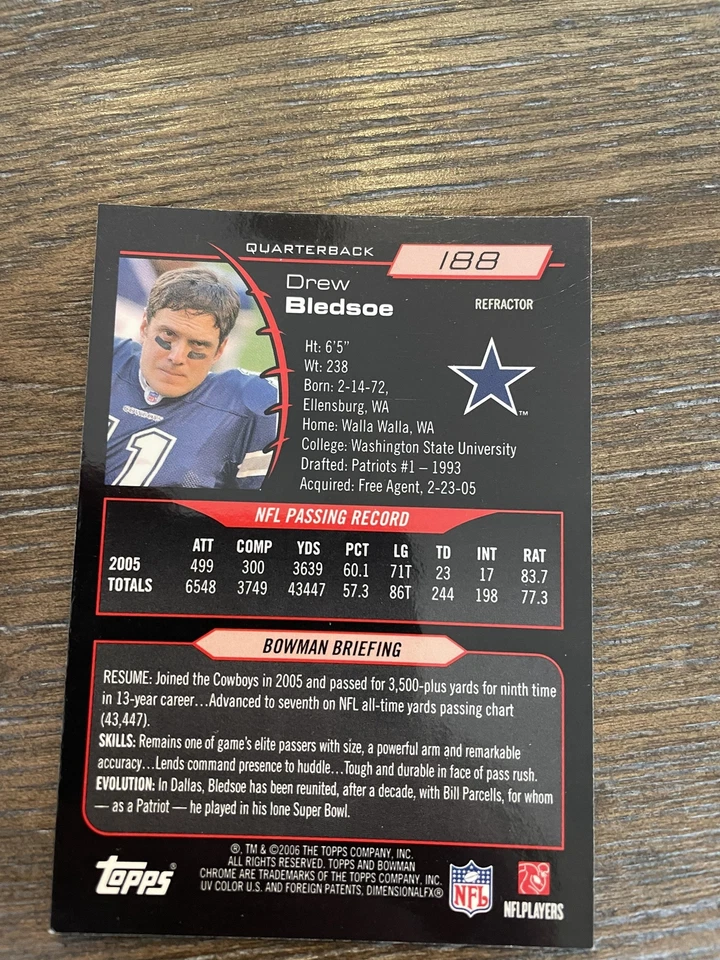 QUARTERBACK
188
Drew
Bledsoe
REFRACTOR
Ht: 6'5"
Wt: 238
Born: 2-14-72,
Ellensburg, WA
Home: Walla Walla, WA
College: Washington State University
Drafted: Patriots #1 – 1993
Acquired: Free Agent, 2-23-05
™
11
NFL PASSING RECORD
ATT COMP YDS PCT LG TD INT RAT
2005 499 300 3639 60.1 71T 23 17 83.7
TOTALS 6548 3749 43447 57.3 86T 244 198 77.3
BOWMAN BRIEFING
RESUME: Joined the Cowboys in 2005 and passed for 3,500-plus yards for ninth time
in 13-year career...Advanced to seventh on NFL all-time yards passing chart
(43,447).
SKILLS: Remains one of game's elite passers with size, a powerful arm and remarkable
accuracy...Lends command presence to huddle...Tough and durable in face of pass rush.
EVOLUTION: In Dallas, Bledsoe has been reunited, after a decade, with Bill Parcells, for whom
— as a Patriot — he played in his lone Super Bowl.
®, TM & ©2006 THE TOPPS COMPANY, INC.
ALL RIGHTS RESERVED. TOPPS AND BOWMAN
CHROME ARE TRADEMARKS OF THE TOPPS COMPANY, INC.
UV COLOR U.S. AND FOREIGN PATENTS, DIMENSIONALFX®
Topps®
NFL
NFLPLAYERS